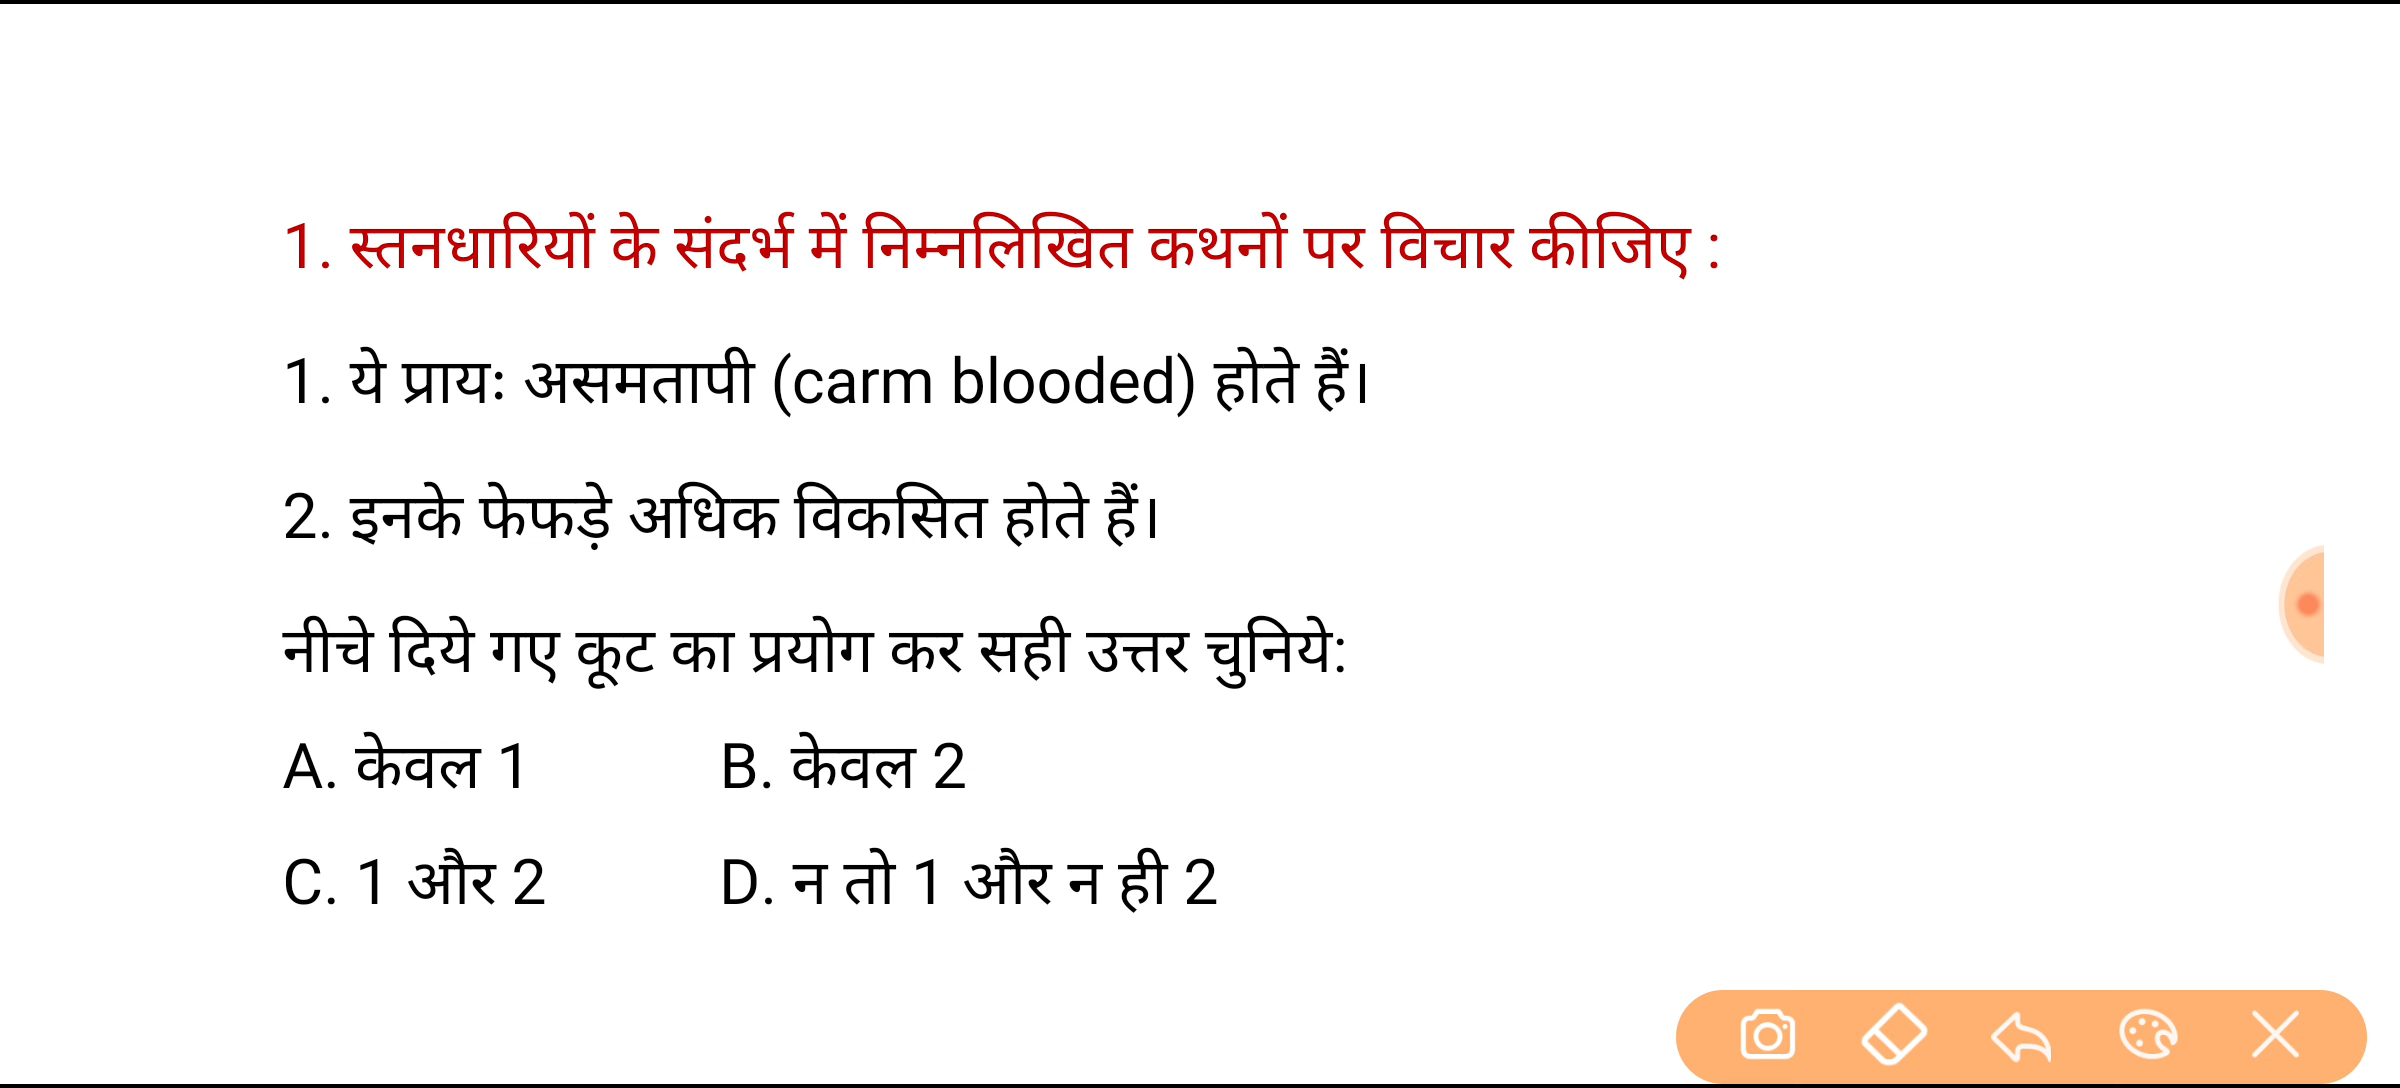 1. स्तनधारियों के संदर्भ में निम्नलिखित कथनों पर विचार कीजिए :
1. ये प्रायः असमतापी (carm blooded) होते हैं।
2. इनके फेफड़े अधिक विकसित होते हैं।
नीचे दिये गए कूट का प्रयोग कर सही उत्तर चुनिये:
A. केवल 1 B. केवल 2
C. 1 और 2 D. न तो 1 और न ही 2